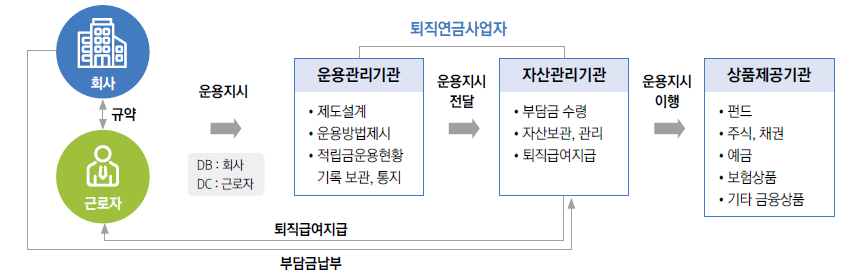 퇴직연금사업자
회사
규약
근로자
운용지시
DB : 회사
DC : 근로자
운용관리기관
• 제도설계
• 운용방법제시
• 적립금운용현황
기록 보관, 통지
운용지시
전달
자산관리기관
• 부담금 수령
• 자산보관, 관리
• 퇴직급여지급
운용지시
이행
상품제공기관
• 펀드
• 주식, 채권
• 예금
• 보험상품
• 기타 금융상품
퇴직급여지급
부담금납부